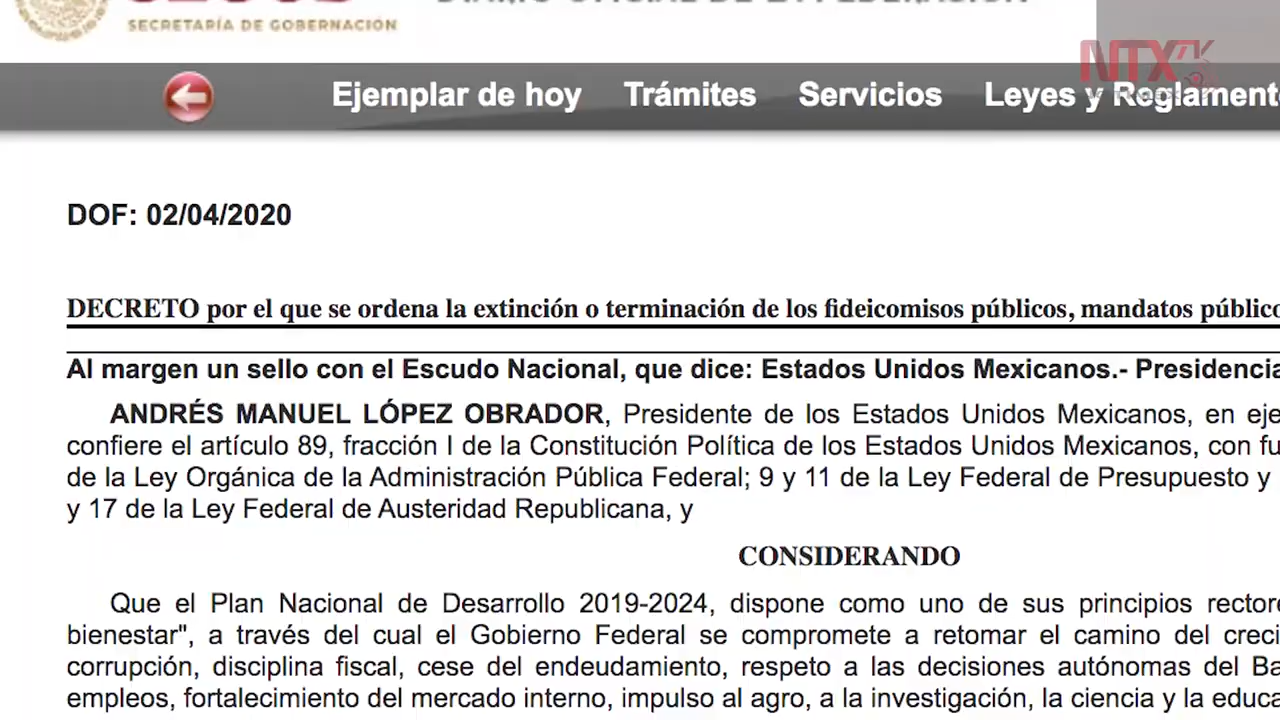 SECRETARÍA DE GOBERNACIÓN
NTX
Ejemplar de hoy Trámites Servicios Leyes y Reglament
DOF: 02/04/2020
DECRETO por el que se ordena la extinción o terminación de los fideicomisos públicos, mandatos público
Al margen un sello con el Escudo Nacional, que dice: Estados Unidos Mexicanos.- Presidencia
ANDRÉS MANUEL LÓPEZ OBRADOR, Presidente de los Estados Unidos Mexicanos, en eje
confiere el artículo 89, fracción I de la Constitución Política de los Estados Unidos Mexicanos, con fu
de la Ley Orgánica de la Administración Pública Federal; 9 y 11 de la Ley Federal de Presupuesto y
y 17 de la Ley Federal de Austeridad Republicana, y
CONSIDERANDO
Que el Plan Nacional de Desarrollo 2019-2024, dispone como uno de sus principios rector
bienestar", a través del cual el Gobierno Federal se compromete a retomar el camino del creci
corrupción, disciplina fiscal, cese del endeudamiento, respeto a las decisiones autónomas del Ba
empleos, fortalecimiento del mercado interno, impulso al agro, a la investigación, la ciencia y la educa